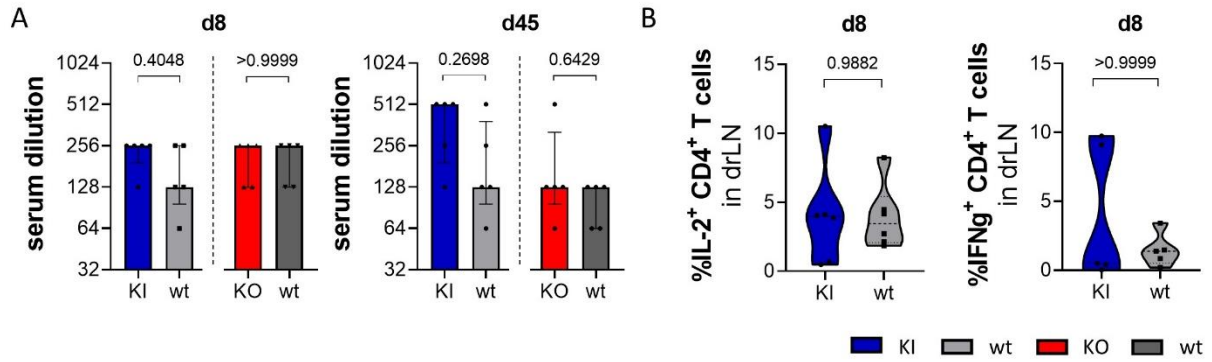 A
d8
0.4048
>0.9999
serum dilution
1024
512
256
128
64
32
KI
wt
KO
wt
d45
0.2698
0.6429
serum dilution
1024
512
256
128
64
32
KI
wt
KO
wt
B
d8
0.9882
%IL-2+ CD4+ T cells
in drLN
15
10
5
0
KI
wt
d8
>0.9999
%IFNg+ CD4+ T cells
in drLN
15
10
5
0
KI
wt
KI
wt
KO
wt